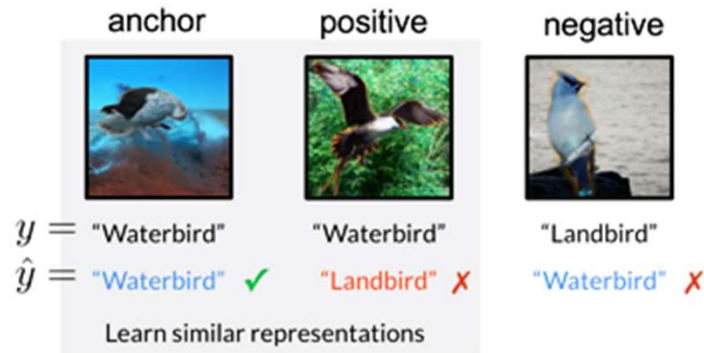 anchor positive negative
y = "Waterbird" "Waterbird" "Landbird"
ŷ = "Waterbird" ✓ "Landbird" ✗ "Waterbird" ✗
Learn similar representations